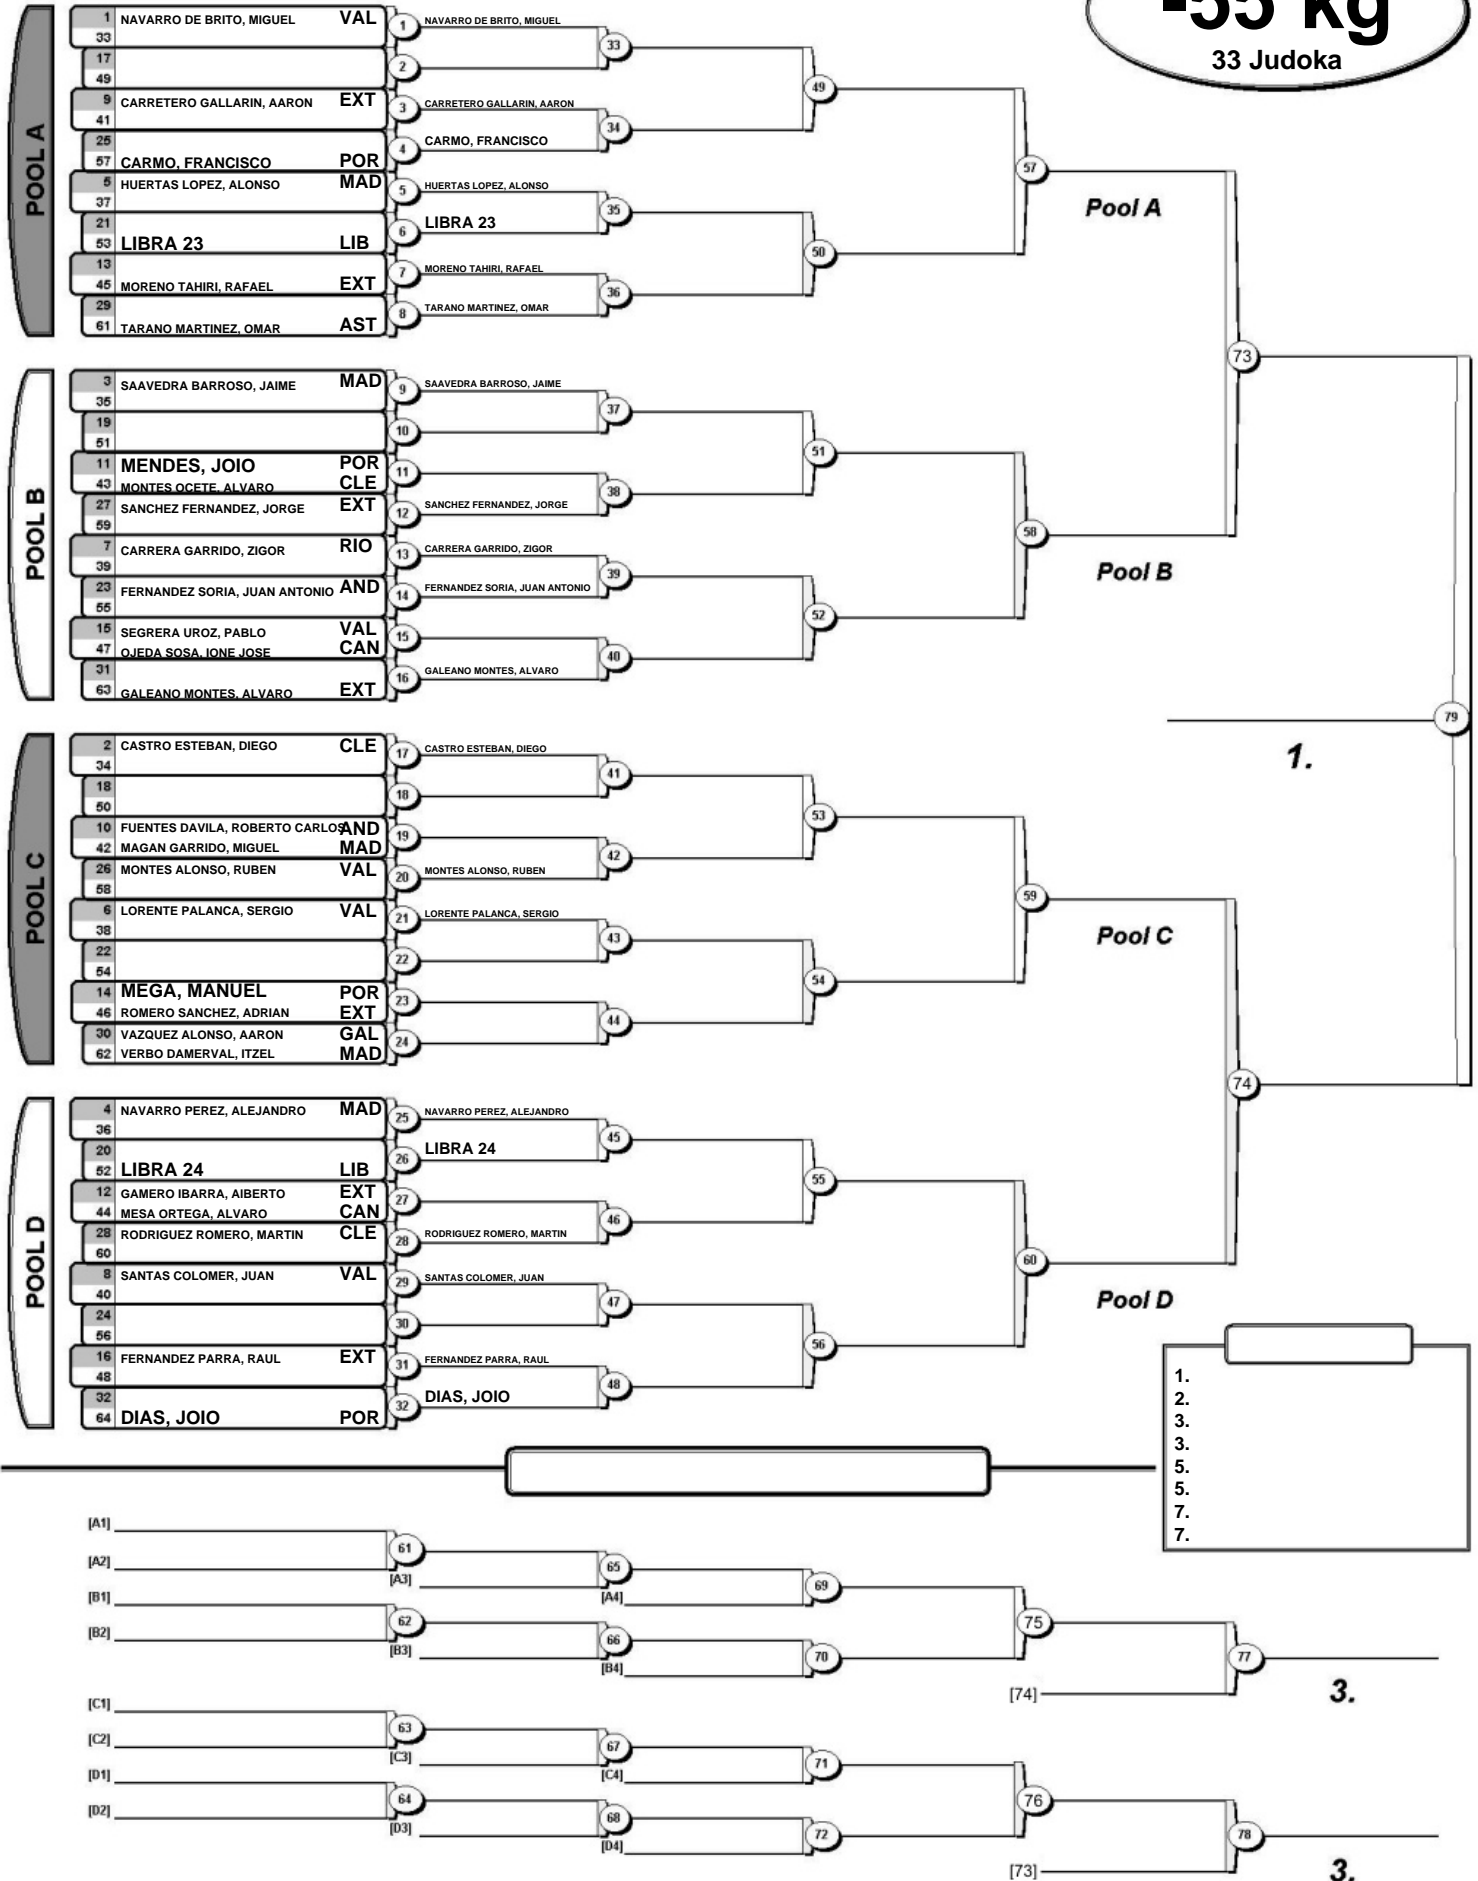 -55 kg
33 Judoka
POOL A
1 NAVARRO DE BRITO, MIGUEL VAL 1 NAVARRO DE BRITO, MIGUEL
33
33
17
2
49
49
9 CARRETERO GALLARIN, AARON EXT 3 CARRETERO GALLARIN, AARON
41
34
25
4 CARMO, FRANCISCO
57 CARMO, FRANCISCO POR
57
5 HUERTAS LOPEZ, ALONSO MAD 5 HUERTAS LOPEZ, ALONSO
37
35
Pool A
21
6 LIBRA 23
53 LIBRA 23 LIB
50
13
7 MORENO TAHIRI, RAFAEL
45 MORENO TAHIRI, RAFAEL EXT
36
29
8 TARANO MARTINEZ, OMAR
61 TARANO MARTINEZ, OMAR AST
73
POOL B
3 SAAVEDRA BARROSO, JAIME MAD 9 SAAVEDRA BARROSO, JAIME
35
37
19
10
51
51
11 MENDES, JOIO POR
11
43 MONTES OCETE, ALVARO CLE
38
27 SANCHEZ FERNANDEZ, JORGE EXT 12 SANCHEZ FERNANDEZ, JORGE
59
58
7 CARRERA GARRIDO, ZIGOR RIO 13 CARRERA GARRIDO, ZIGOR
39
39
Pool B
23 FERNANDEZ SORIA, JUAN ANTONIO AND 14 FERNANDEZ SORIA, JUAN ANTONIO
55
52
15 SEGRERA UROZ, PABLO VAL
15
47 OJEDA SOSA, IONE JOSE CAN
40
31
16 GALEANO MONTES, ALVARO
63 GALEANO MONTES, ALVARO EXT
79
1.
POOL C
2 CASTRO ESTEBAN, DIEGO CLE 17 CASTRO ESTEBAN, DIEGO
34
41
18
18
50
53
10 FUENTES DAVILA, ROBERTO CARLOS AND
19
42 MAGAN GARRIDO, MIGUEL MAD
42
26 MONTES ALONSO, RUBEN VAL 20 MONTES ALONSO, RUBEN
58
59
6 LORENTE PALANCA, SERGIO VAL 21 LORENTE PALANCA, SERGIO
38
43
Pool C
22
22
54
54
14 MEGA, MANUEL POR
23
46 ROMERO SANCHEZ, ADRIAN EXT
44
30 VAZQUEZ ALONSO, AARON GAL
24
62 VERBO DAMERVAL, ITZEL MAD
74
POOL D
4 NAVARRO PEREZ, ALEJANDRO MAD 25 NAVARRO PEREZ, ALEJANDRO
36
45
20
26 LIBRA 24
52 LIBRA 24 LIB
55
12 GAMERO IBARRA, AIBERTO EXT
27
44 MESA ORTEGA, ALVARO CAN
46
28 RODRIGUEZ ROMERO, MARTIN CLE 28 RODRIGUEZ ROMERO, MARTIN
60
60
8 SANTAS COLOMER, JUAN VAL 29 SANTAS COLOMER, JUAN
40
47
Pool D
24
30
56
56
16 FERNANDEZ PARRA, RAUL EXT 31 FERNANDEZ PARRA, RAUL
48
48
32
32 DIAS, JOIO
64 DIAS, JOIO POR
1.
2.
3.
3.
5.
5.
7.
7.
[A1]
61
[A2]
[A3]
65
[A4]
69
[B1]
62
[B2]
[B3]
66
[B4]
70
75
77
[74]
3.
[C1]
63
[C2]
[C3]
67
[C4]
71
[D1]
64
[D2]
[D3]
68
[D4]
72
76
78
[73]
3.